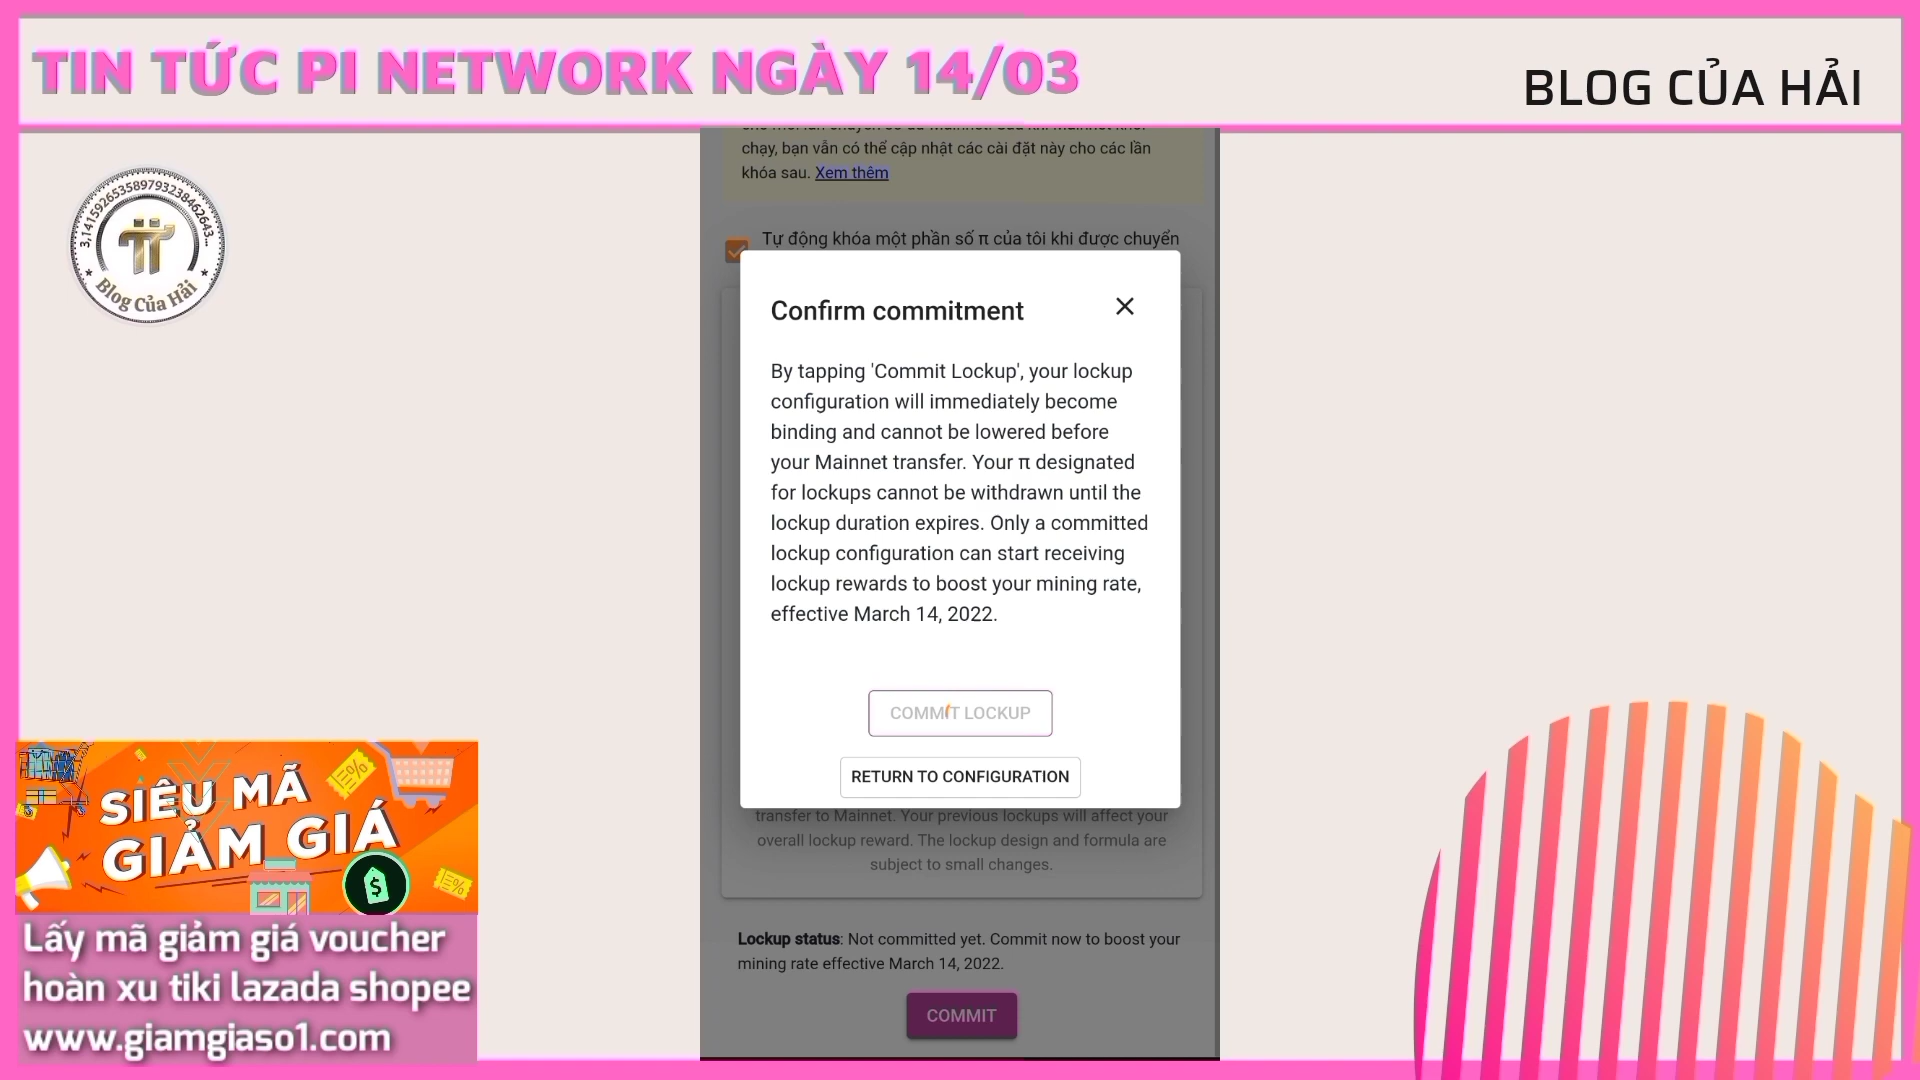 TIN TỨC PI NETWORK NGÀY 14/03
BLOG CỦA HẢI
3,14159265358979323846​2643...
Blog Của Hải
chạy, bạn vẫn có thể cập nhật các cài đặt này cho các lần
khóa sau. Xem thêm
Tự động khóa một phần số π của tôi khi được chuyển
Confirm commitment
By tapping 'Commit Lockup', your lockup
configuration will immediately become
binding and cannot be lowered before
your Mainnet transfer. Your π designated
for lockups cannot be withdrawn until the
lockup duration expires. Only a committed
lockup configuration can start receiving
lockup rewards to boost your mining rate,
effective March 14, 2022.
COMMIT LOCKUP
RETURN TO CONFIGURATION
transfer to Mainnet. Your previous lockups will affect your
overall lockup reward. The lockup design and formula are
subject to small changes.
Lockup status: Not committed yet. Commit now to boost your
mining rate effective March 14, 2022.
COMMIT
SIÊU MÃ
GIẢM GIÁ
Lấy mã giảm giá voucher
hoàn xu tiki lazada shopee
www.giamgiaso1.com